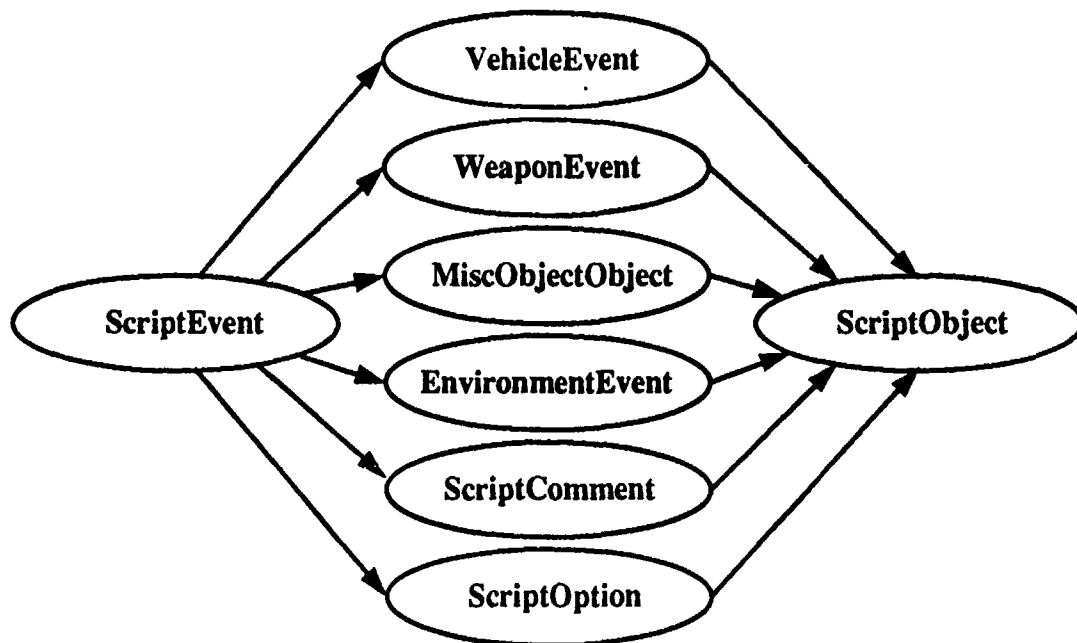 VehicleEvent
WeaponEvent
MiscObjectObject
ScriptEvent
ScriptObject
EnvironmentEvent
ScriptComment
ScriptOption